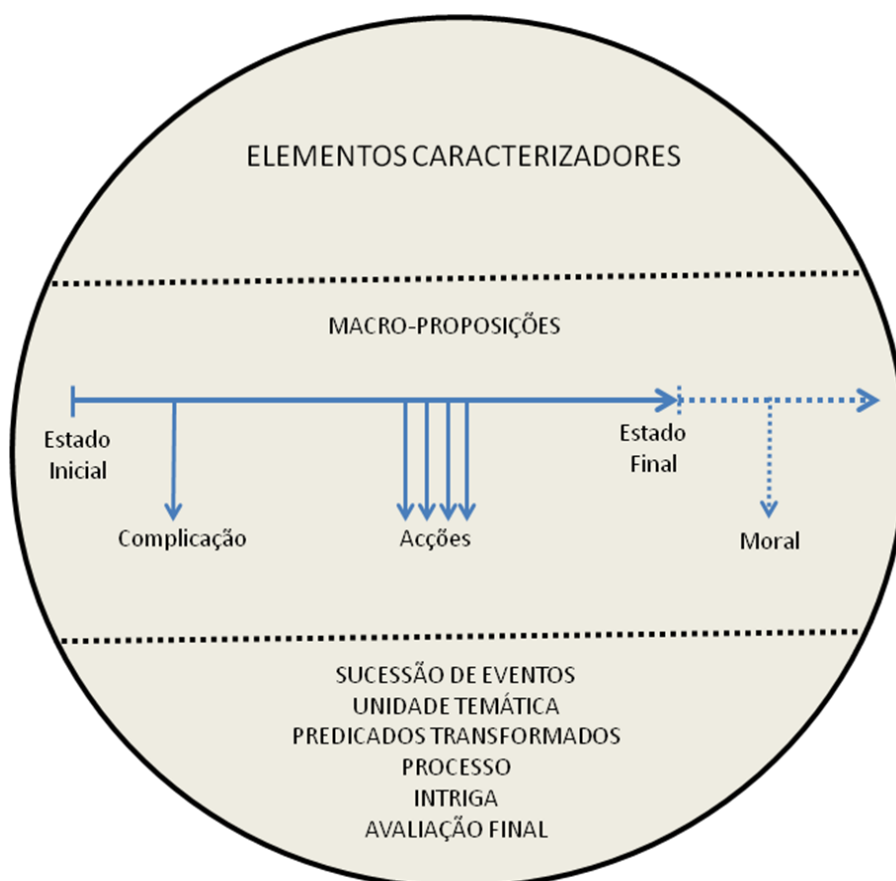 ELEMENTOS CARACTERIZADORES
MACRO-PROPOSIÇÕES
Estado
Inicial
Estado
Final
Complicação
Acções
Moral
SUCESSÃO DE EVENTOS
UNIDADE TEMÁTICA
PREDICADOS TRANSFORMADOS
PROCESSO
INTRIGA
AVALIAÇÃO FINAL